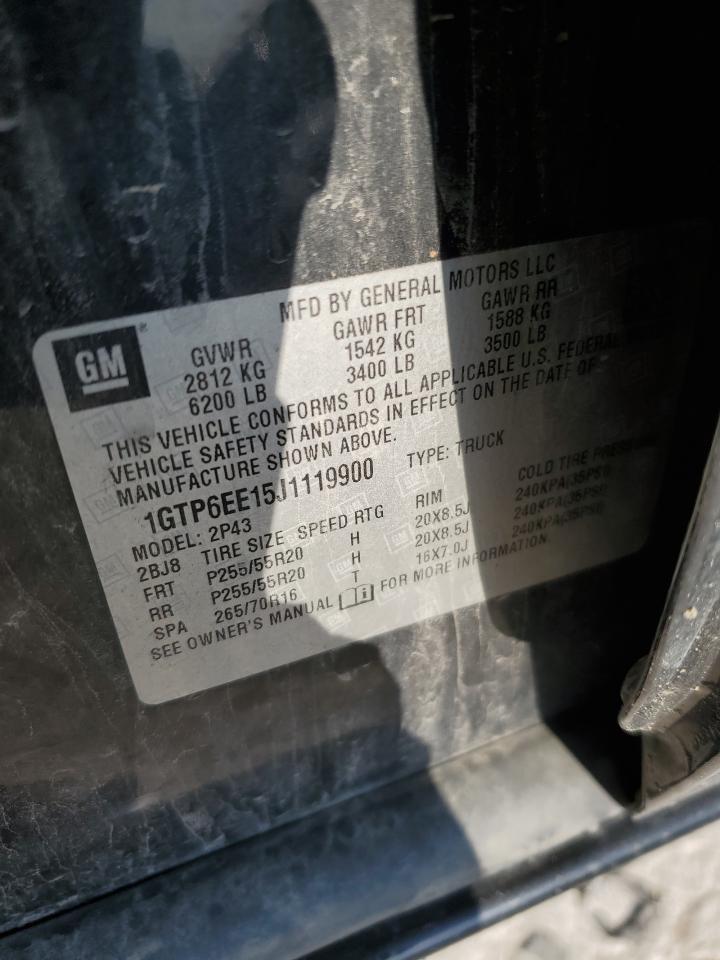 MFD BY GENERAL MOTORS LLC
GM
GVWR GAWR FRT GAWR RR
2812 KG 1542 KG 1588 KG
6200 LB 3400 LB 3500 LB
THIS VEHICLE CONFORMS TO ALL APPLICABLE U.S. FEDERAL
VEHICLE SAFETY STANDARDS IN EFFECT ON THE DATE OF
MANUFACTURE SHOWN ABOVE.
1GTP6EE15J1119900 TYPE: TRUCK
MODEL: 2P43
2BJ8 TIRE SIZE SPEED RTG RIM COLD TIRE PRESSURE
FRT P255/55R20 H 20X8.5J 240KPA(35PSI)
RR P255/55R20 H 20X8.5J 240KPA(35PSI)
SPA 265/70R16 T 16X7.0J 240KPA(35PSI)
SEE OWNER'S MANUAL FOR MORE INFORMATION.